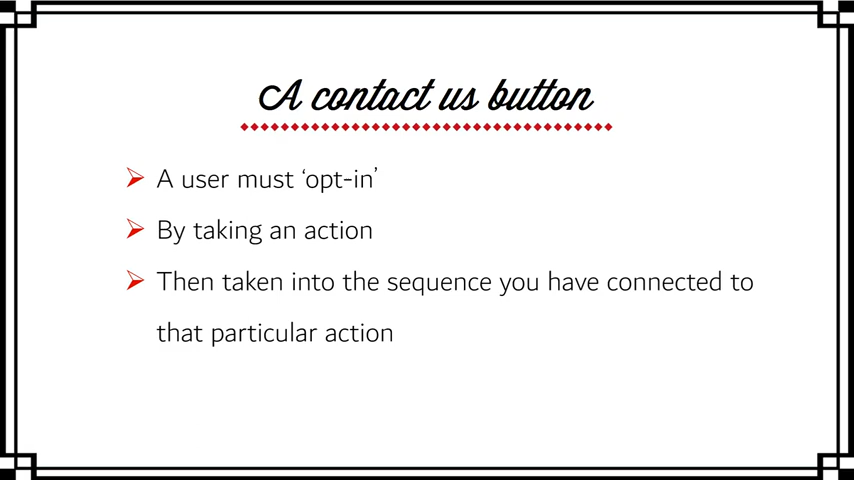 A contact us button
A user must ‘opt-in’
By taking an action
Then taken into the sequence you have connected to
that particular action